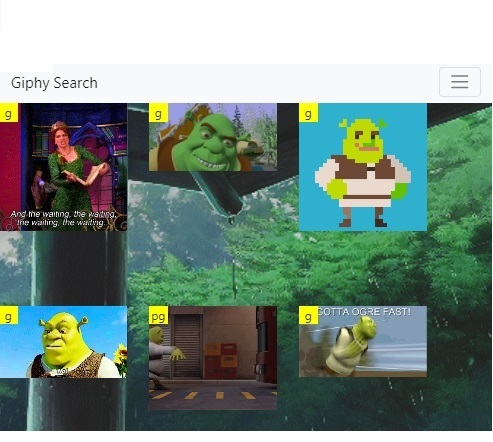 Giphy Search
g
g
g
And the waiting, the waiting,
the waiting, the waiting.
g
pg
g
GOTTA OGRE FAST!